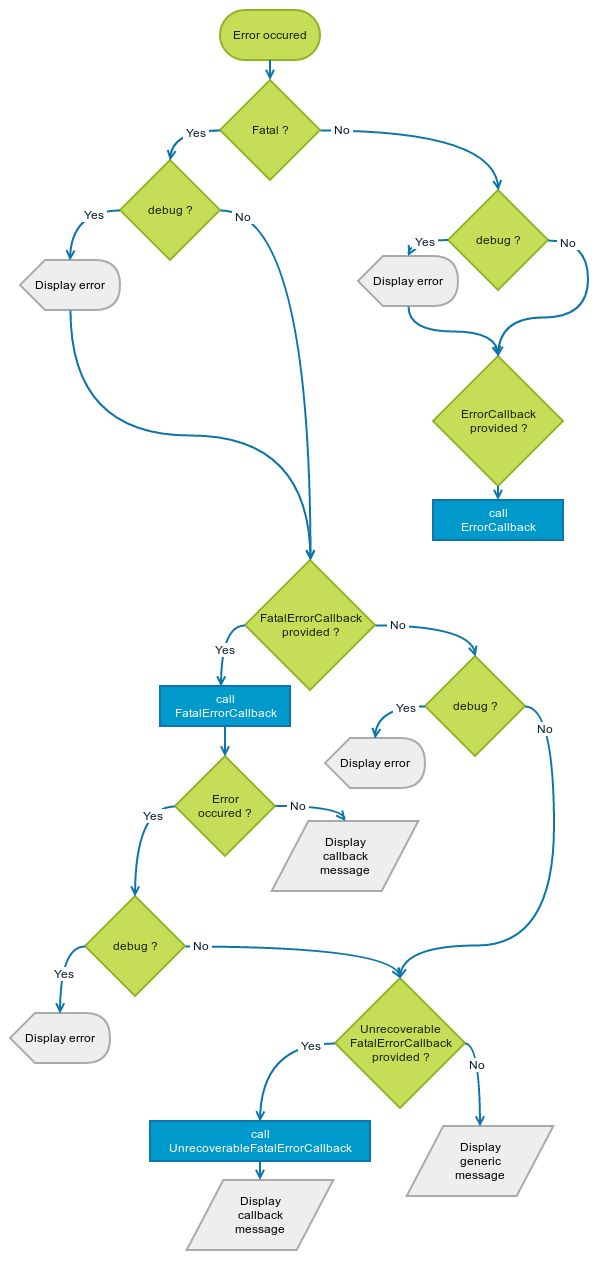 Error occured
Fatal ?
Yes
No
debug ?
Yes
No
debug ?
Yes
No
Display error
Display error
ErrorCallback
provided ?
call
ErrorCallback
FatalErrorCallback
provided ?
Yes
No
call
FatalErrorCallback
debug ?
Yes
No
Display error
Error
occured ?
Yes
No
Display
callback
message
debug ?
Yes
No
Display error
Unrecoverable
FatalErrorCallback
provided ?
Yes
No
call
UnrecoverableFatalErrorCallback
Display
generic
message
Display
callback
message